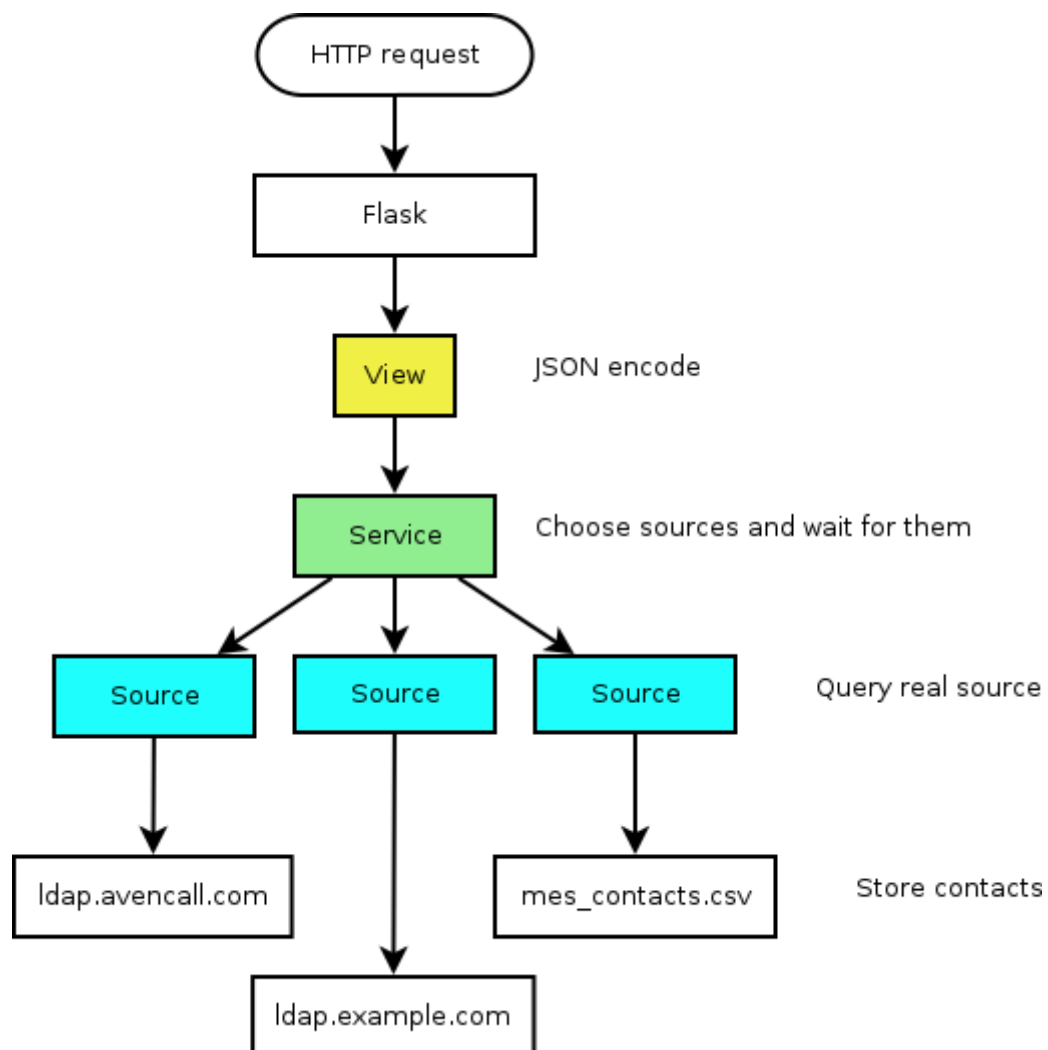 HTTP request
Flask
View
JSON encode
Service
Choose sources and wait for them
Source
Source
Source
Query real source
ldap.avencall.com
mes_contacts.csv
Store contacts
ldap.example.com